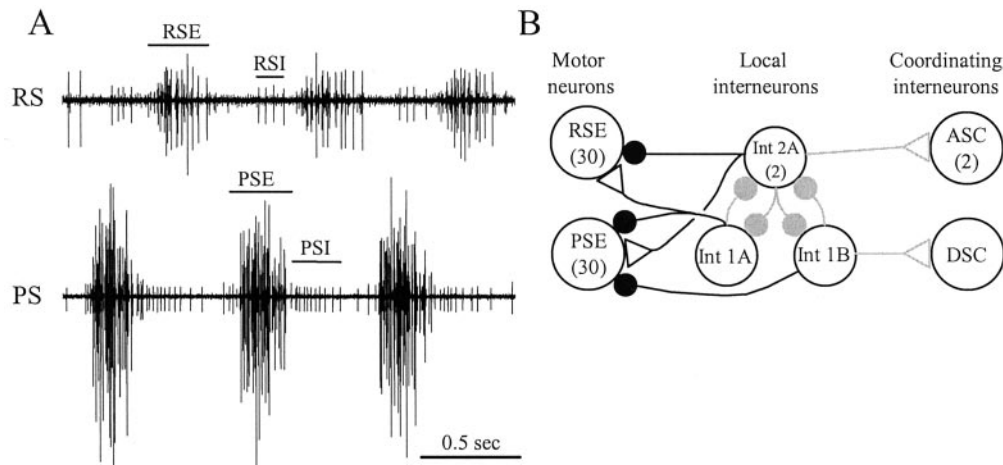 A
RSE
RSI
RS
PSE
PSI
PS
0.5 sec
B
Motor
neurons
Local
interneurons
Coordinating
interneurons
RSE
(30)
Int 2A
(2)
ASC
(2)
PSE
(30)
Int 1A
Int 1B
DSC